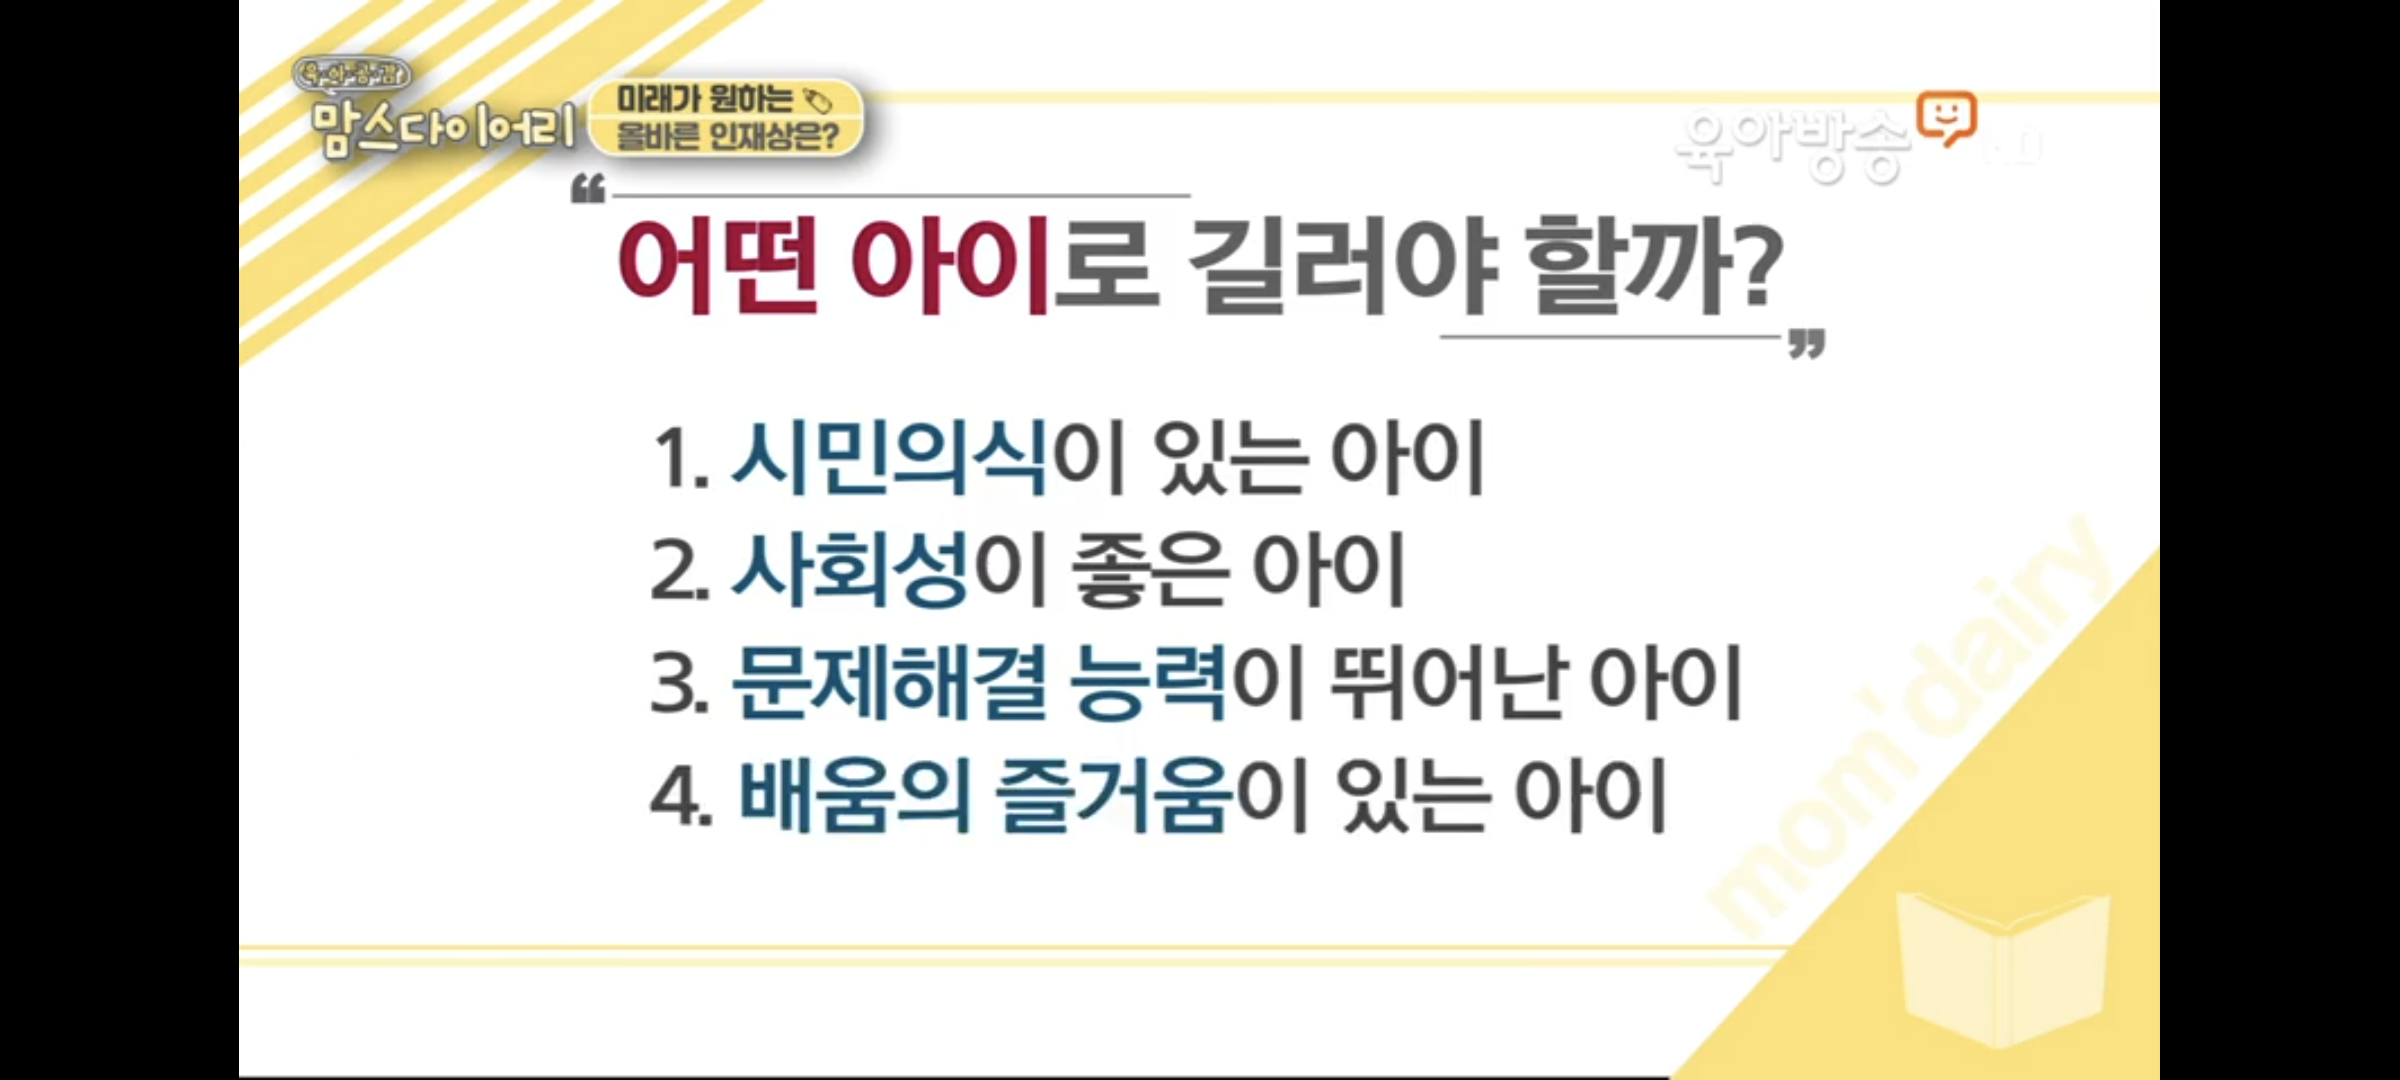 육아공감
맘스다이어리
미래가 원하는
올바른 인재상은?
육아방송
HD
“어떤 아이로 길러야 할까?”
1. 시민의식이 있는 아이
2. 사회성이 좋은 아이
3. 문제해결 능력이 뛰어난 아이
4. 배움의 즐거움이 있는 아이
mom'dairy